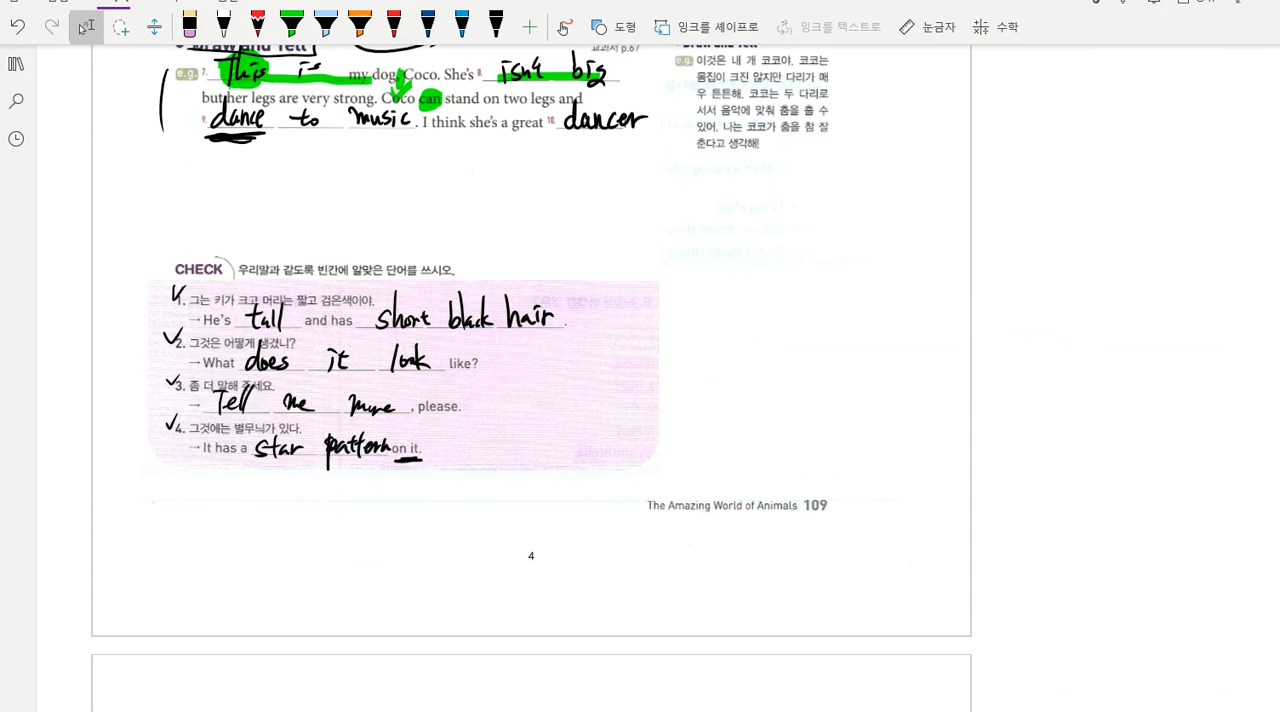 도형
잉크를 셰이프로
잉크를 텍스트로
눈금자
수학
Draw and Tell
교과서 p.67
e.g. 7. This is my dog, Coco. She's 8. isn't big
but her legs are very strong. Coco can stand on two legs and
9. dance to music. I think she's a great 10. dancer
Draw and Tell
e.g. 이것은 내 개 코코야. 코코는
몸집이 크진 않지만 다리가 매
우 튼튼해. 코코는 두 다리로
서서 음악에 맞춰 춤을 출 수
있어. 나는 코코가 춤을 참 잘
춘다고 생각해!
CHECK 우리말과 같도록 빈칸에 알맞은 단어를 쓰시오.
1. 그는 키가 크고 머리는 짧고 검은색이야.
→ He's tall and has short black hair.
2. 그것은 어떻게 생겼니?
→ What does it look like?
3. 좀 더 말해 주세요.
→ Tell me more, please.
4. 그것에는 별무늬가 있다.
→ It has a star pattern on it.
The Amazing World of Animals 109
4